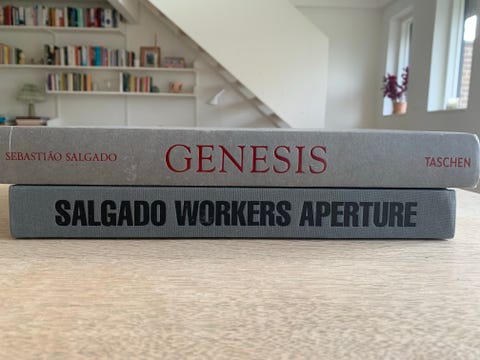 SEBASTIÃO SALGADO GENESIS TASCHEN
SALGADO WORKERS APERTURE